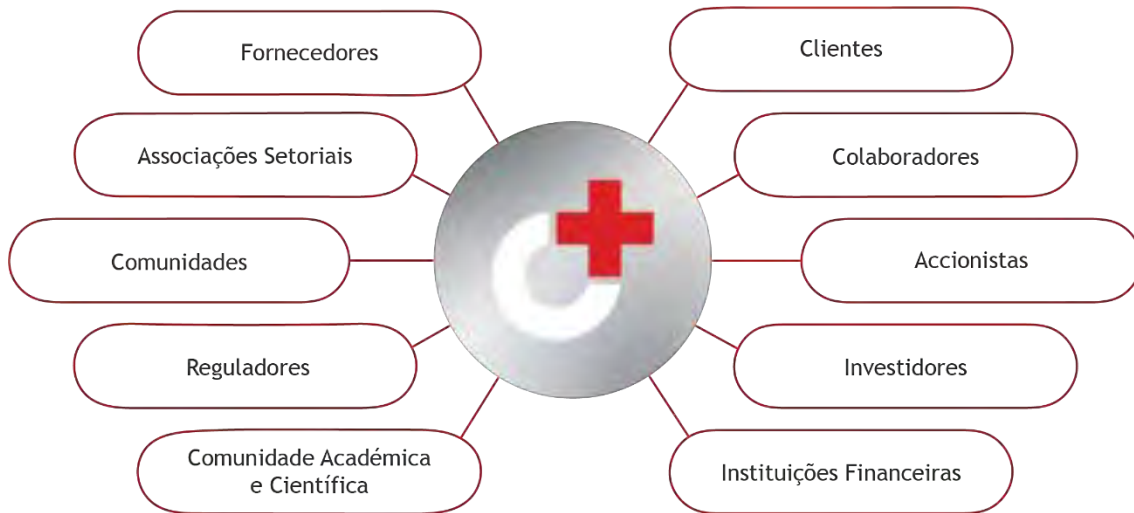 Fornecedores
Clientes
Associações Setoriais
Colaboradores
Comunidades
Accionistas
Reguladores
Investidores
Comunidade Académica
e Científica
Instituições Financeiras